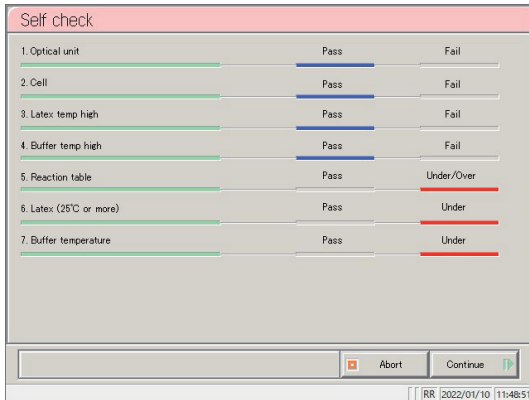 Self check
1. Optical unit Pass Fail
2. Cell Pass Fail
3. Latex temp high Pass Fail
4. Buffer temp high Pass Fail
5. Reaction table Pass Under/Over
6. Latex (25℃ or more) Pass Under
7. Buffer temperature Pass Under
Abort Continue
RR 2022/01/10 11:48:51